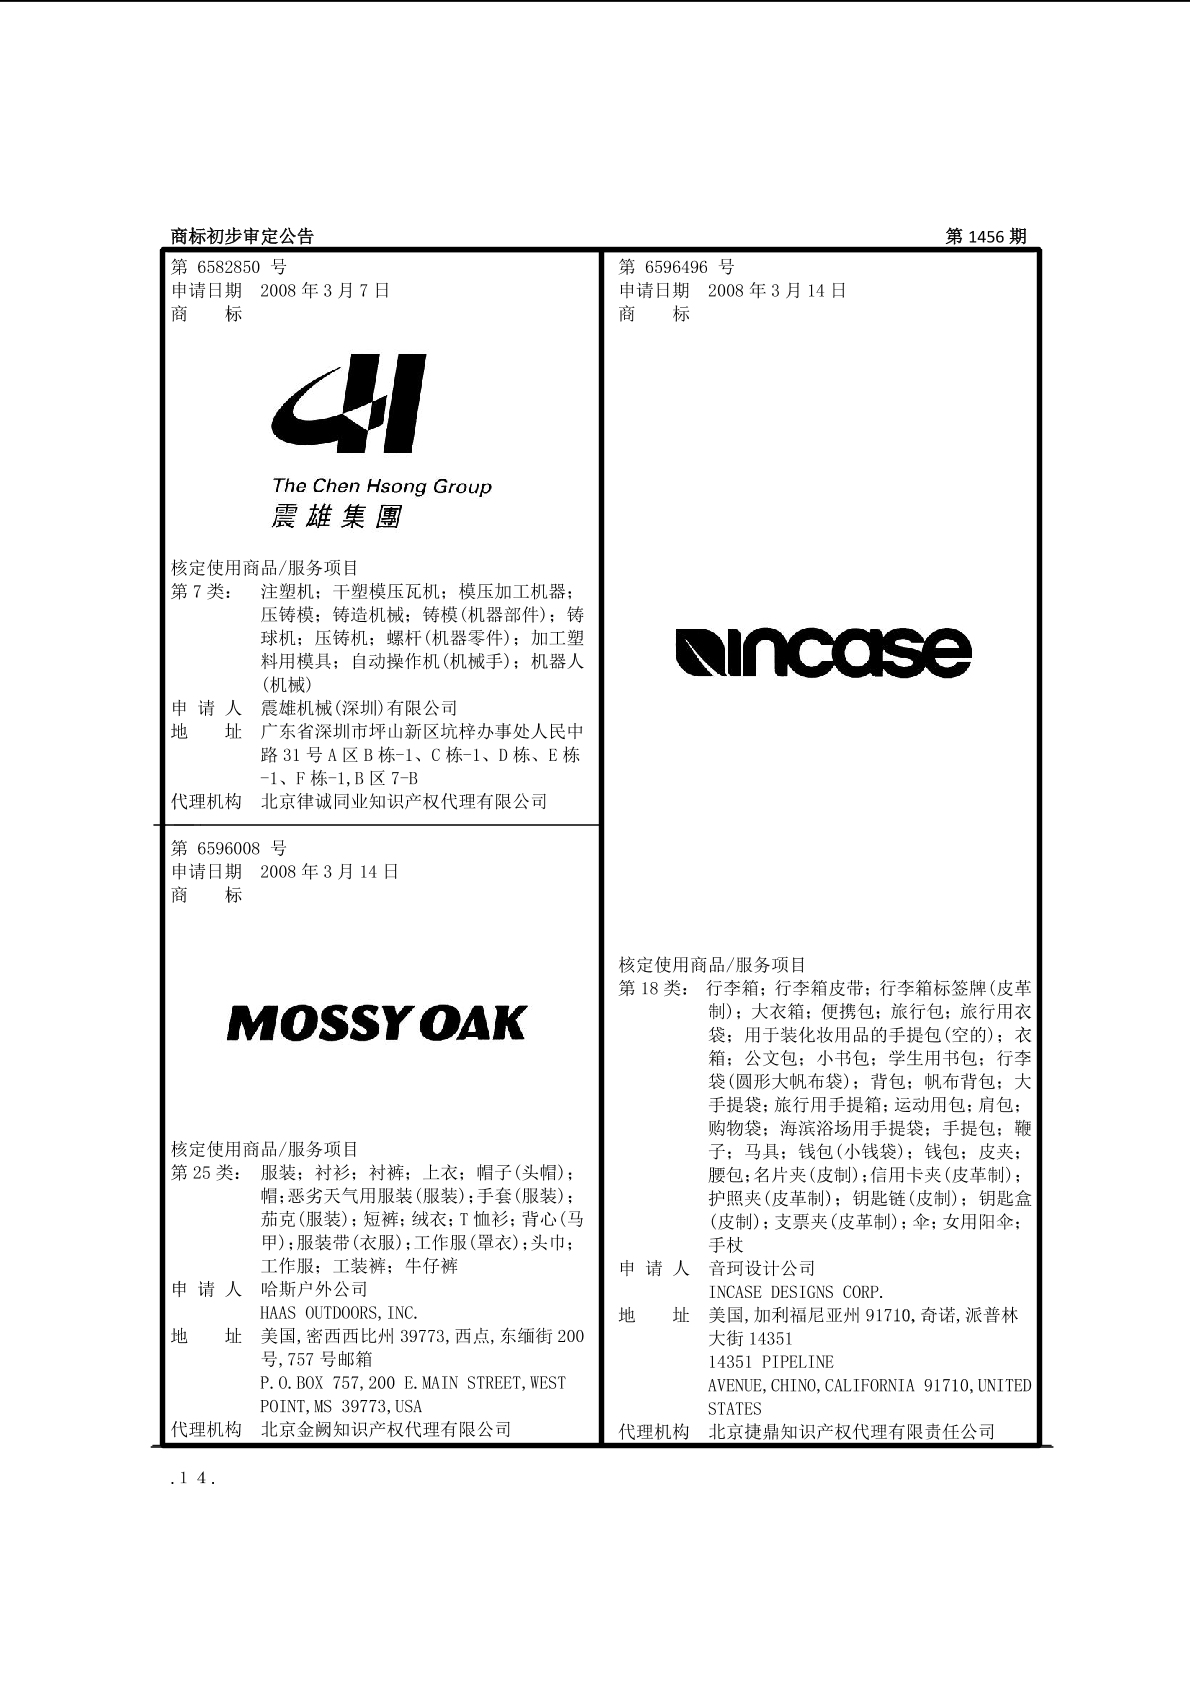 商标初步审定公告
第 1456 期
第 6582850 号
申请日期 2008 年 3 月 7 日
商 标
The Chen Hsong Group
震雄集團
核定使用商品/服务项目
第 7 类： 注塑机；干塑模压瓦机；模压加工机器；
压铸模；铸造机械；铸模(机器部件)；铸
球机；压铸机；螺杆(机器零件)；加工塑
料用模具；自动操作机(机械手)；机器人
(机械)
申 请 人 震雄机械(深圳)有限公司
地 址 广东省深圳市坪山新区坑梓办事处人民中
路 31 号 A 区 B 栋-1、C 栋-1、D 栋、E 栋
-1、F 栋-1,B 区 7-B
代理机构 北京律诚同业知识产权代理有限公司
第 6596008 号
申请日期 2008 年 3 月 14 日
商 标
MOSSY OAK
核定使用商品/服务项目
第 25 类： 服装；衬衫；衬裤；上衣；帽子(头帽)；
帽；恶劣天气用服装(服装)；手套(服装)；
茄克(服装)；短裤；绒衣；T 恤衫；背心(马
甲)；服装带(衣服)；工作服(罩衣)；头巾；
工作服；工装裤；牛仔裤
申 请 人 哈斯户外公司
HAAS OUTDOORS,INC.
地 址 美国,密西西比州 39773,西点,东缅街 200
号,757 号邮箱
P.O.BOX 757,200 E.MAIN STREET,WEST
POINT,MS 39773,USA
代理机构 北京金阙知识产权代理有限公司
第 6596496 号
申请日期 2008 年 3 月 14 日
商 标
incase
核定使用商品/服务项目
第 18 类： 行李箱；行李箱皮带；行李箱标签牌(皮革
制)；大衣箱；便携包；旅行包；旅行用衣
袋；用于装化妆用品的手提包(空的)；衣
箱；公文包；小书包；学生用书包；行李
袋(圆形大帆布袋)；背包；帆布背包；大
手提袋；旅行用手提箱；运动用包；肩包；
购物袋；海滨浴场用手提袋；手提包；鞭
子；马具；钱包(小钱袋)；钱包；皮夹；
腰包；名片夹(皮制)；信用卡夹(皮革制)；
护照夹(皮革制)；钥匙链(皮制)；钥匙盒
(皮制)；支票夹(皮革制)；伞；女用阳伞；
手杖
申 请 人 音珂设计公司
INCASE DESIGNS CORP.
地 址 美国,加利福尼亚州 91710,奇诺,派普林
大街 14351
14351 PIPELINE
AVENUE,CHINO,CALIFORNIA 91710,UNITED
STATES
代理机构 北京捷鼎知识产权代理有限责任公司
.14.